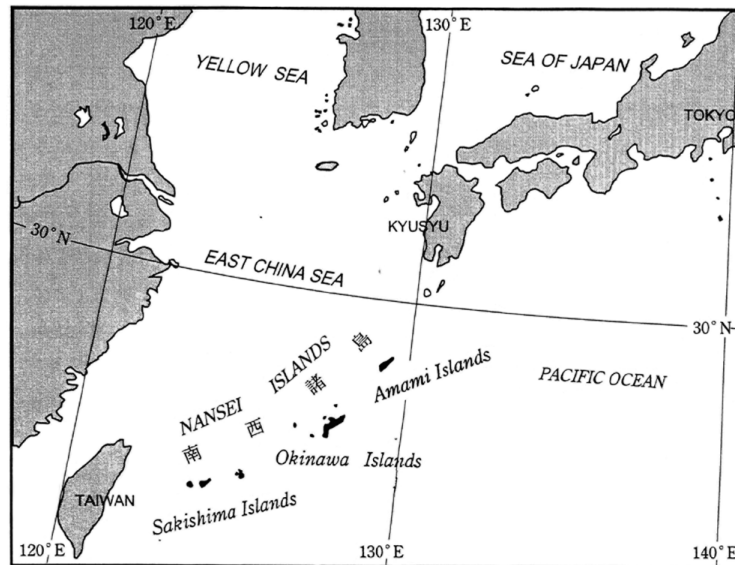 120°E
130°E
YELLOW SEA
SEA OF JAPAN
TOKYO
30°N
KYUSYU
EAST CHINA SEA
30°N
NANSEI ISLANDS
南西諸島
Amami Islands
PACIFIC OCEAN
Okinawa Islands
TAIWAN
Sakishima Islands
120°E
130°E
140°E